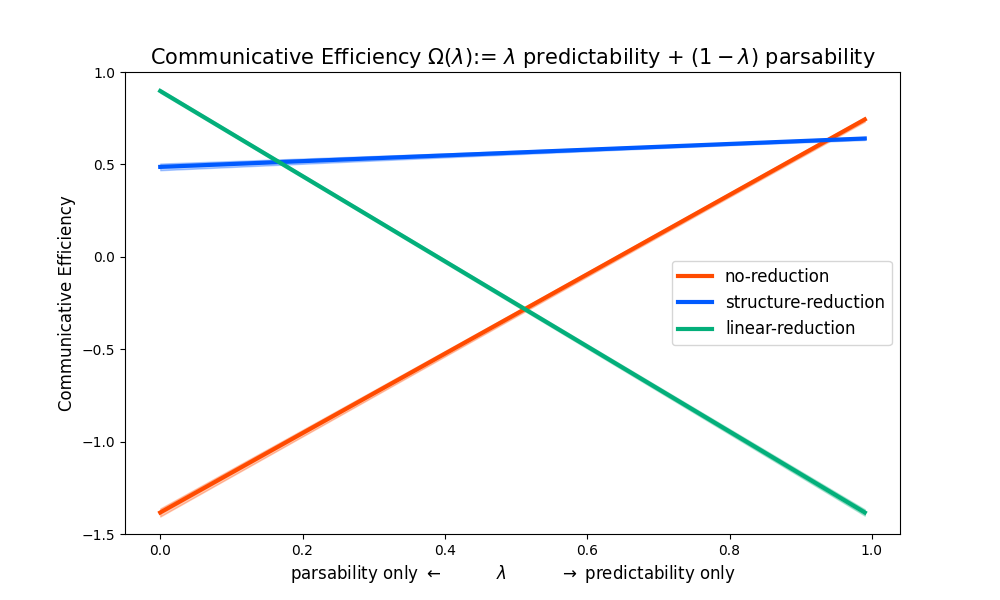 Communicative Efficiency Ω(λ):= λ predictability + (1 − λ) parsability
Communicative Efficiency
1.0
0.5
0.0
−0.5
−1.0
−1.5
no-reduction
structure-reduction
linear-reduction
0.0 0.2 0.4 0.6 0.8 1.0
parsability only ← λ → predictability only